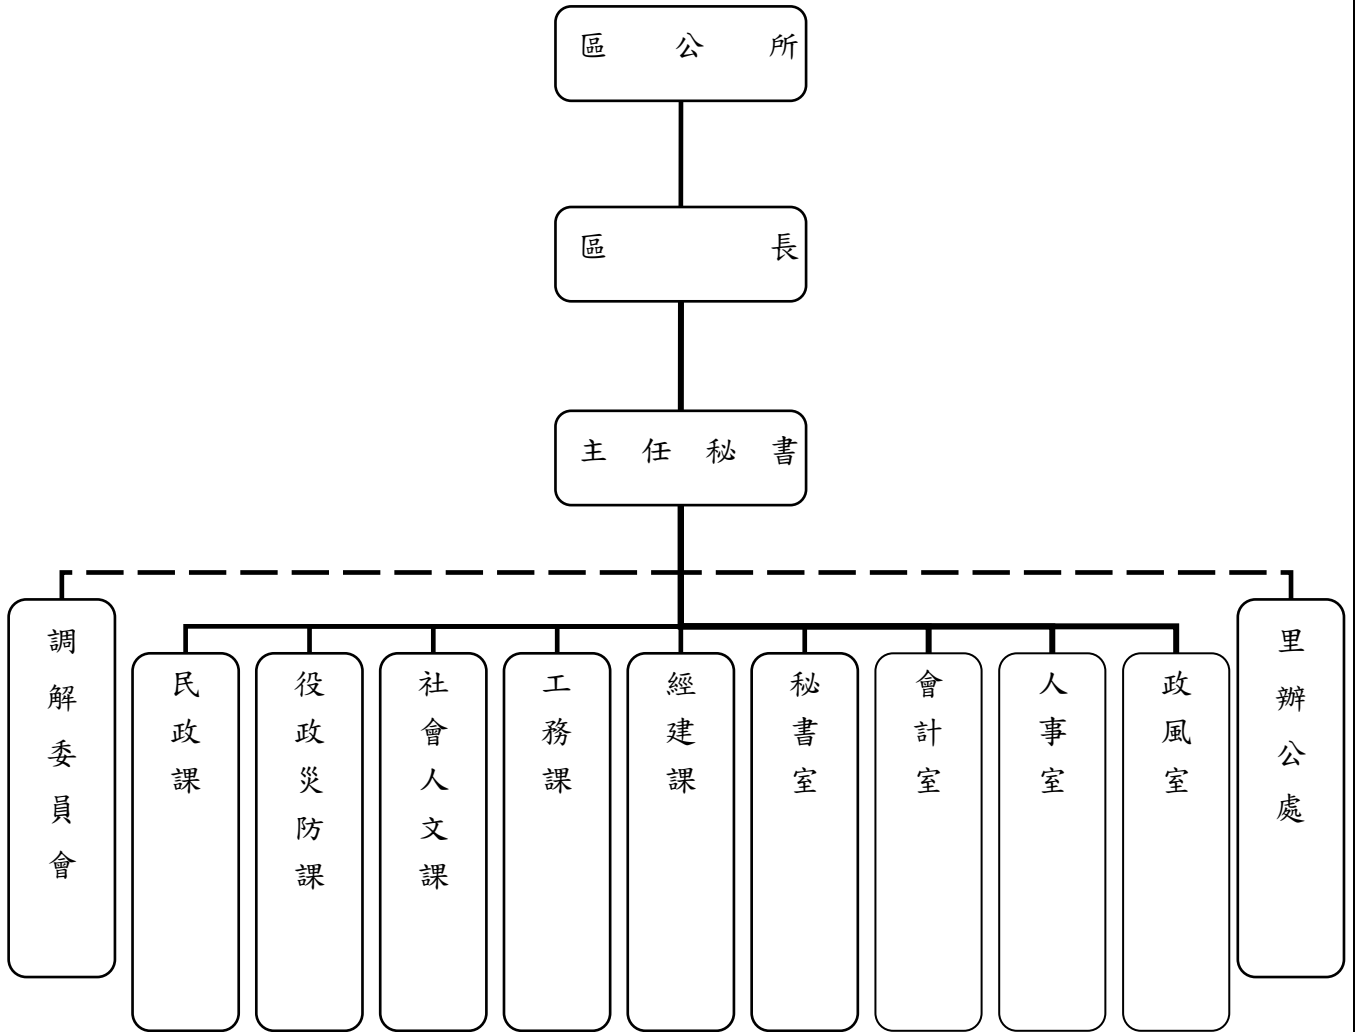 區公所
區長
主任秘書
調解委員會
民政課
役政災防課
社會人文課
工務課
經建課
秘書室
會計室
人事室
政風室
里辦公處